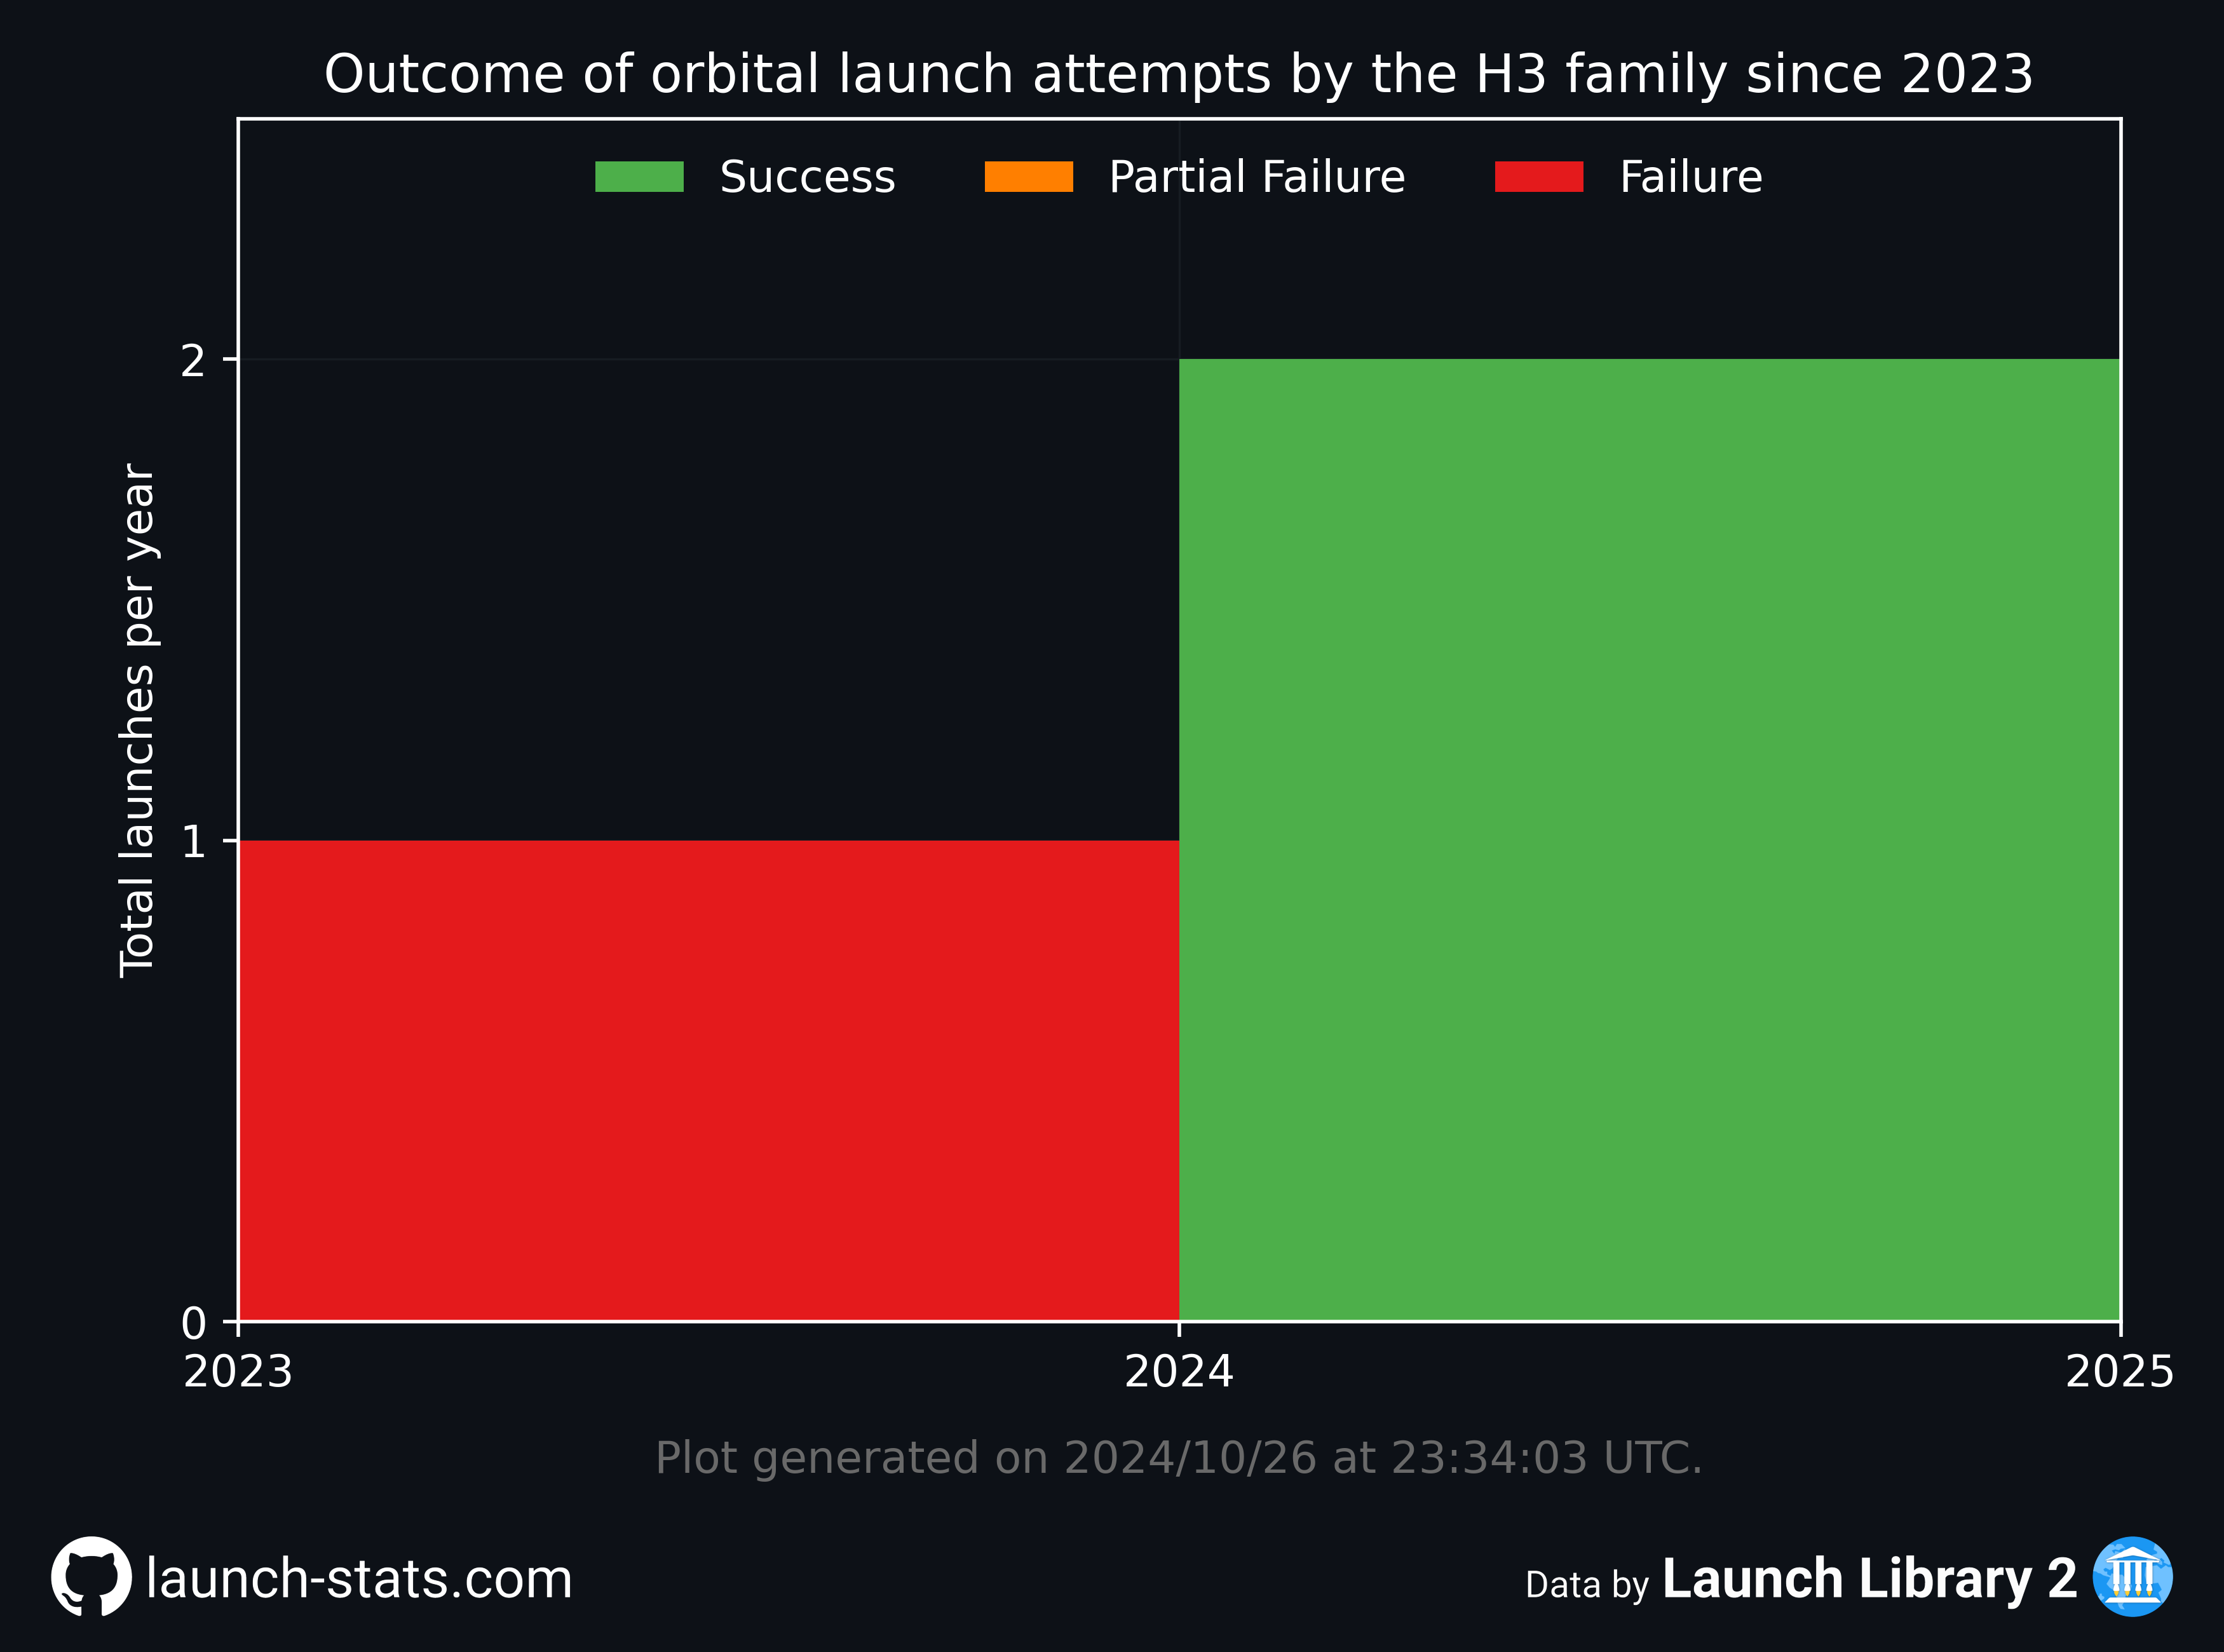 Outcome of orbital launch attempts by the H3 family since 2023
Success Partial Failure Failure
Total launches per year
2
1
0
2023 2024 2025
Plot generated on 2024/10/26 at 23:34:03 UTC.
launch-stats.com
Data by Launch Library 2